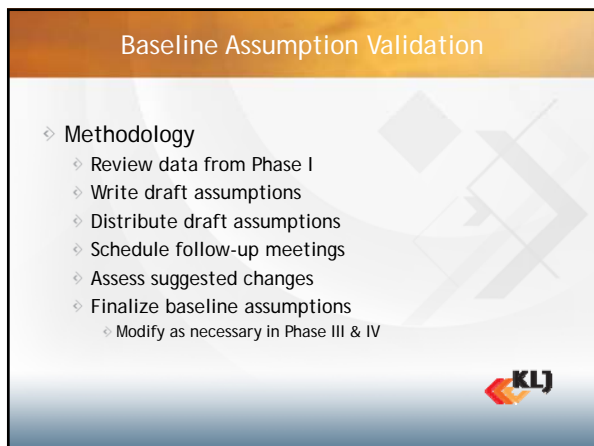 Baseline Assumption Validation
Methodology
Review data from Phase I
Write draft assumptions
Distribute draft assumptions
Schedule follow-up meetings
Assess suggested changes
Finalize baseline assumptions
Modify as necessary in Phase III & IV
KLJ